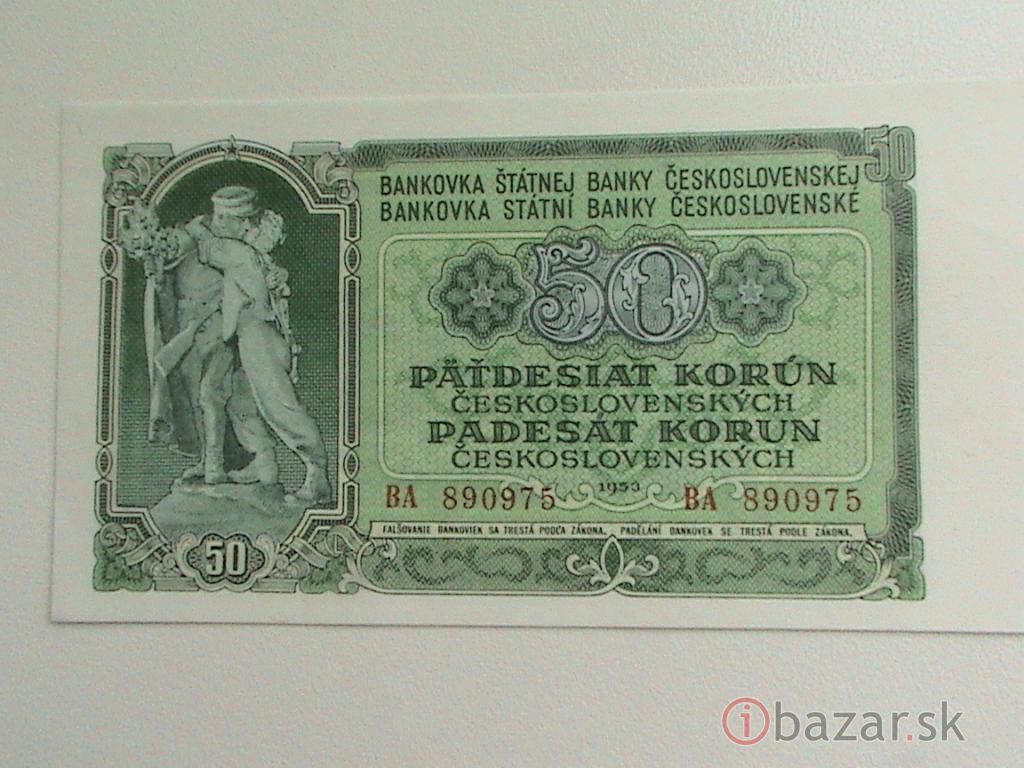 50
BANKOVKA ŠTÁTNEJ BANKY ČESKOSLOVENSKEJ
BANKOVKA STÁTNÍ BANKY ČESKOSLOVENSKÉ
50
PÄŤDESIAT KORÚN
ČESKOSLOVENSKÝCH
PADESÁT KORUN
ČESKOSLOVENSKÝCH
1953
BA 890975 BA 890975
FALŠOVANIE BANKOVIEK SA TRESTÁ PODĽA ZÁKONA. PADĚLÁNÍ BANKOVEK SE TRESTÁ PODLE ZÁKONA.
50
ibazar.sk